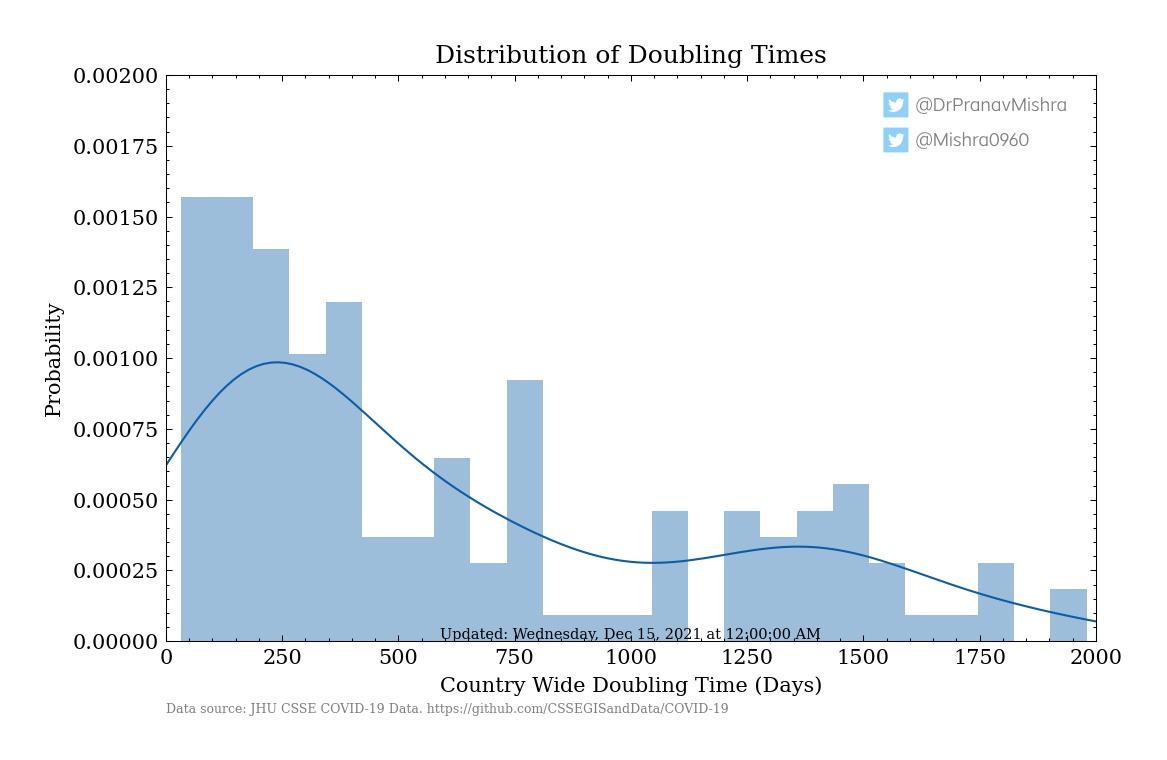 Distribution of Doubling Times
@DrPranavMishra
@Mishra0960
Probability
0.00200
0.00175
0.00150
0.00125
0.00100
0.00075
0.00050
0.00025
0.00000
Updated: Wednesday, Dec 15, 2021 at 12:00:00 AM
0 250 500 750 1000 1250 1500 1750 2000
Country Wide Doubling Time (Days)
Data source: JHU CSSE COVID-19 Data. https://github.com/CSSEGISandData/COVID-19